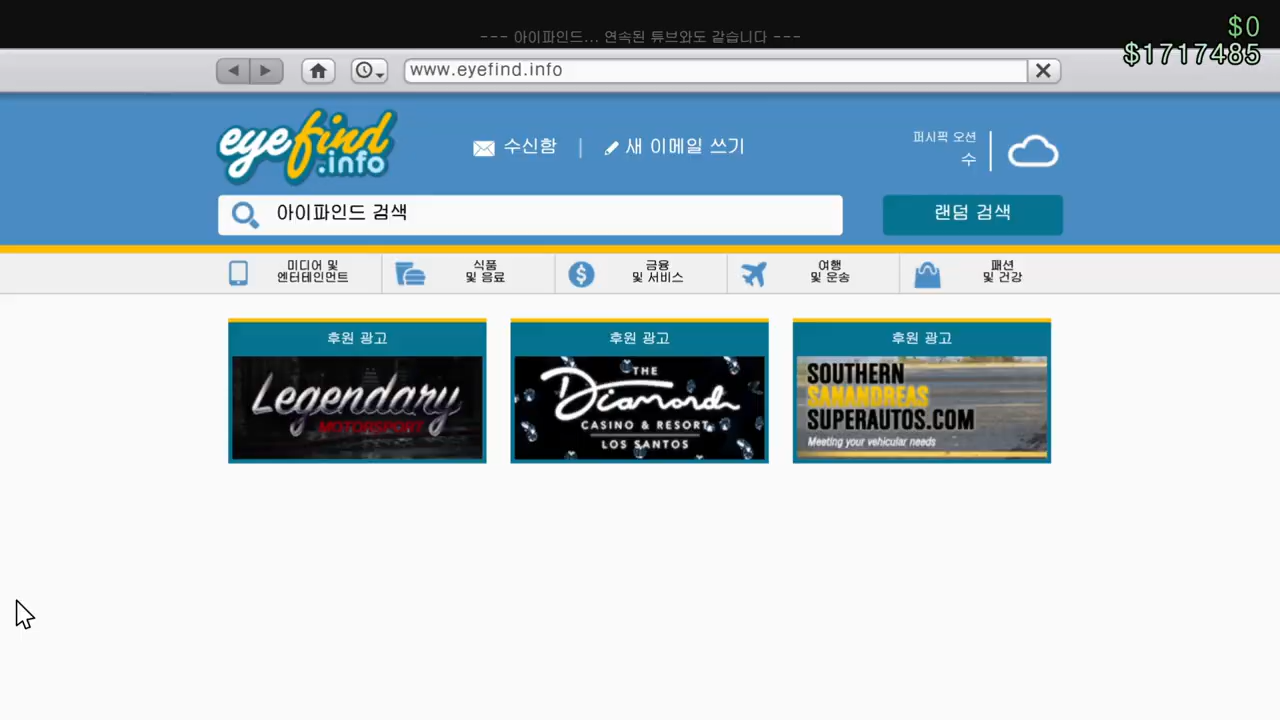 $0
--- 아이파인드... 연속된 튜브와도 같습니다 ---
$1717485
www.eyefind.info
eyefind.info
수신함
새 이메일 쓰기
퍼시픽 오션
수
아이파인드 검색
랜덤 검색
미디어 및
엔터테인먼트
식품
및 음료
금융
및 서비스
여행
및 운송
패션
및 건강
후원 광고
Legendary
MOTORSPORT
후원 광고
THE
Diamond
CASINO & RESORT
LOS SANTOS
후원 광고
SOUTHERN
SANANDREAS
SUPERAUTOS.COM
Meeting your vehicular needs